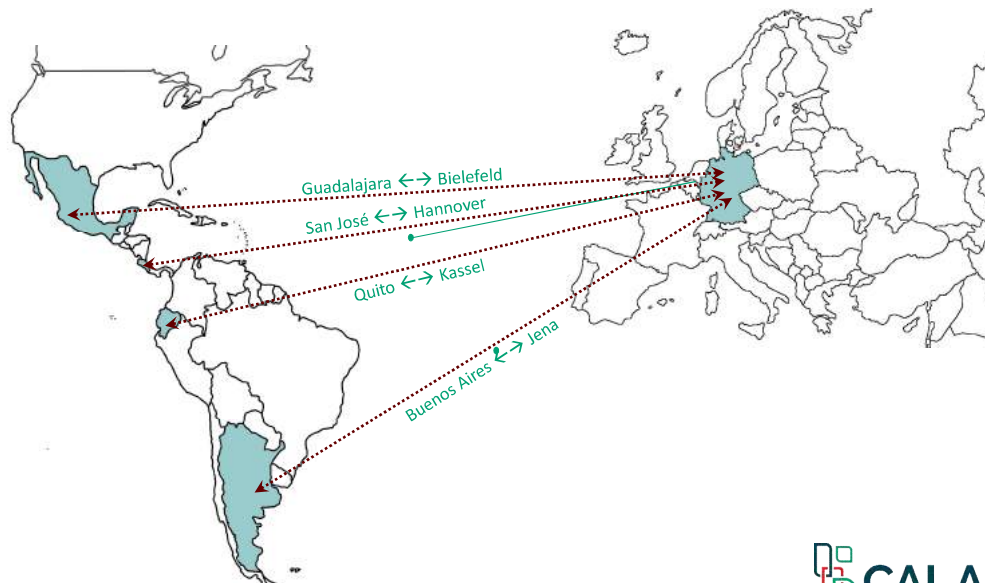 Guadalajara <--> Bielefeld
San José <--> Hannover
Quito <--> Kassel
Buenos Aires <--> Jena
CALA